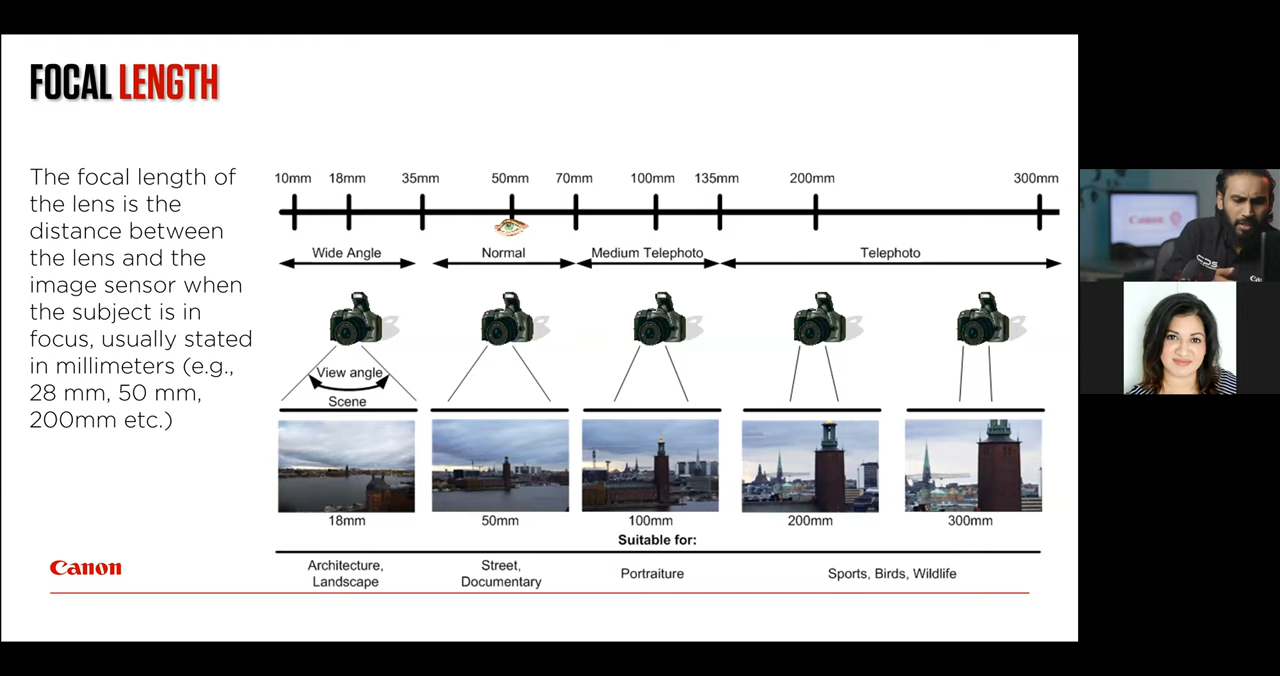 FOCAL LENGTH
The focal length of
the lens is the
distance between
the lens and the
image sensor when
the subject is in
focus, usually stated
in millimeters (e.g.,
28 mm, 50 mm,
200mm etc.)
10mm 18mm 35mm 50mm 70mm 100mm 135mm 200mm 300mm
Wide Angle Normal Medium Telephoto Telephoto
View angle
Scene
18mm 50mm 100mm 200mm 300mm
Suitable for:
Architecture,
Landscape
Street,
Documentary
Portraiture
Sports, Birds, Wildlife
Canon
Canon
CPS